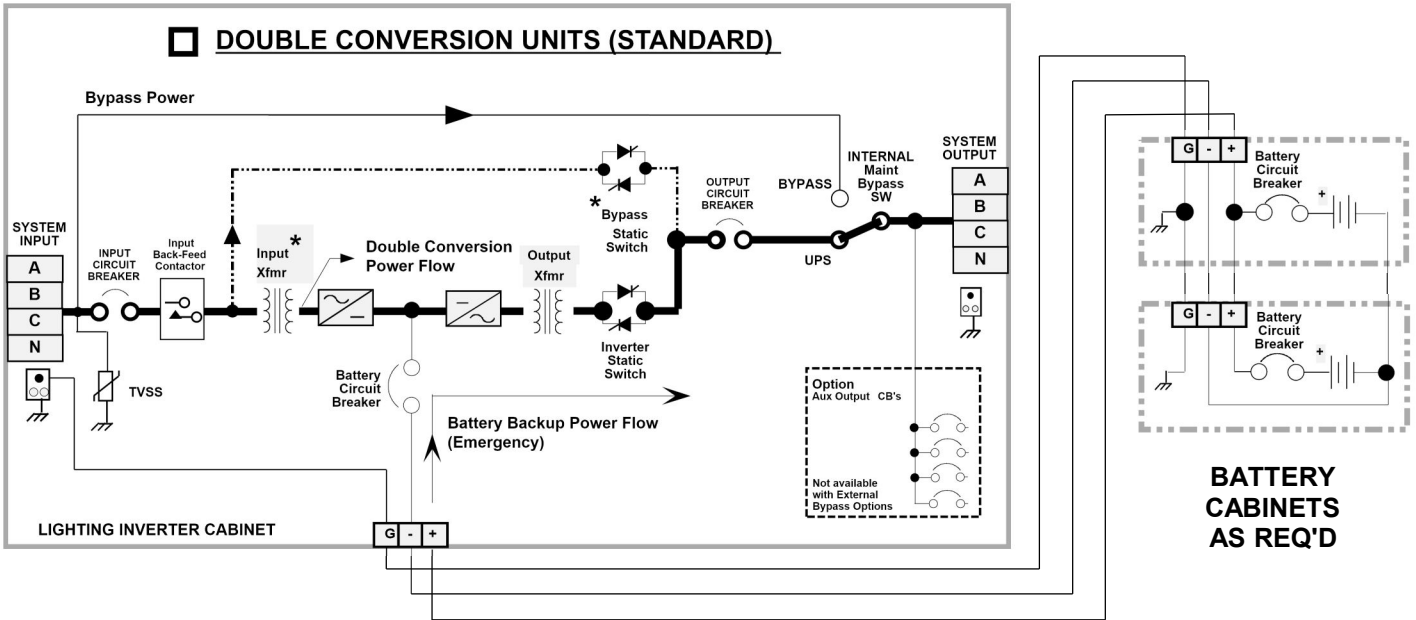 DOUBLE CONVERSION UNITS (STANDARD)
Bypass Power
SYSTEM
INPUT
A
B
C
N
INPUT
CIRCUIT
BREAKER
Input
Back-Feed
Contactor
TVSS
Input *
Xfmr
Double Conversion
Power Flow
Output
Xfmr
* Bypass
Static
Switch
Inverter
Static
Switch
OUTPUT
CIRCUIT
BREAKER
BYPASS
UPS
INTERNAL
Maint
Bypass
SW
SYSTEM
OUTPUT
A
B
C
N
Battery
Circuit
Breaker
Battery Backup Power Flow
(Emergency)
Option
Aux Output CB's
Not available
with External
Bypass Options
LIGHTING INVERTER CABINET
G - +
G - +
Battery
Circuit
Breaker
+
G - +
Battery
Circuit
Breaker
+
BATTERY
CABINETS
AS REQ'D